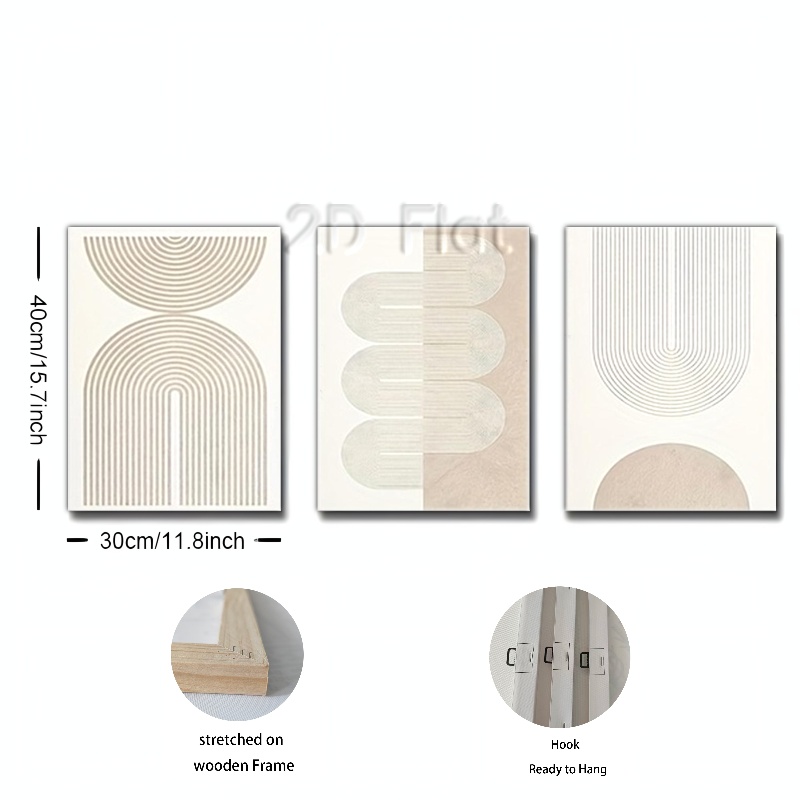 2D Flat
40cm/15.7inch
30cm/11.8inch
stretched on
wooden Frame
Hook
Ready to Hang